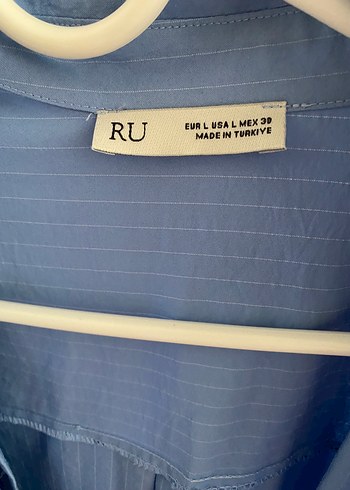 RU
EUR L USA L MEX 30
MADE IN TURKIYE